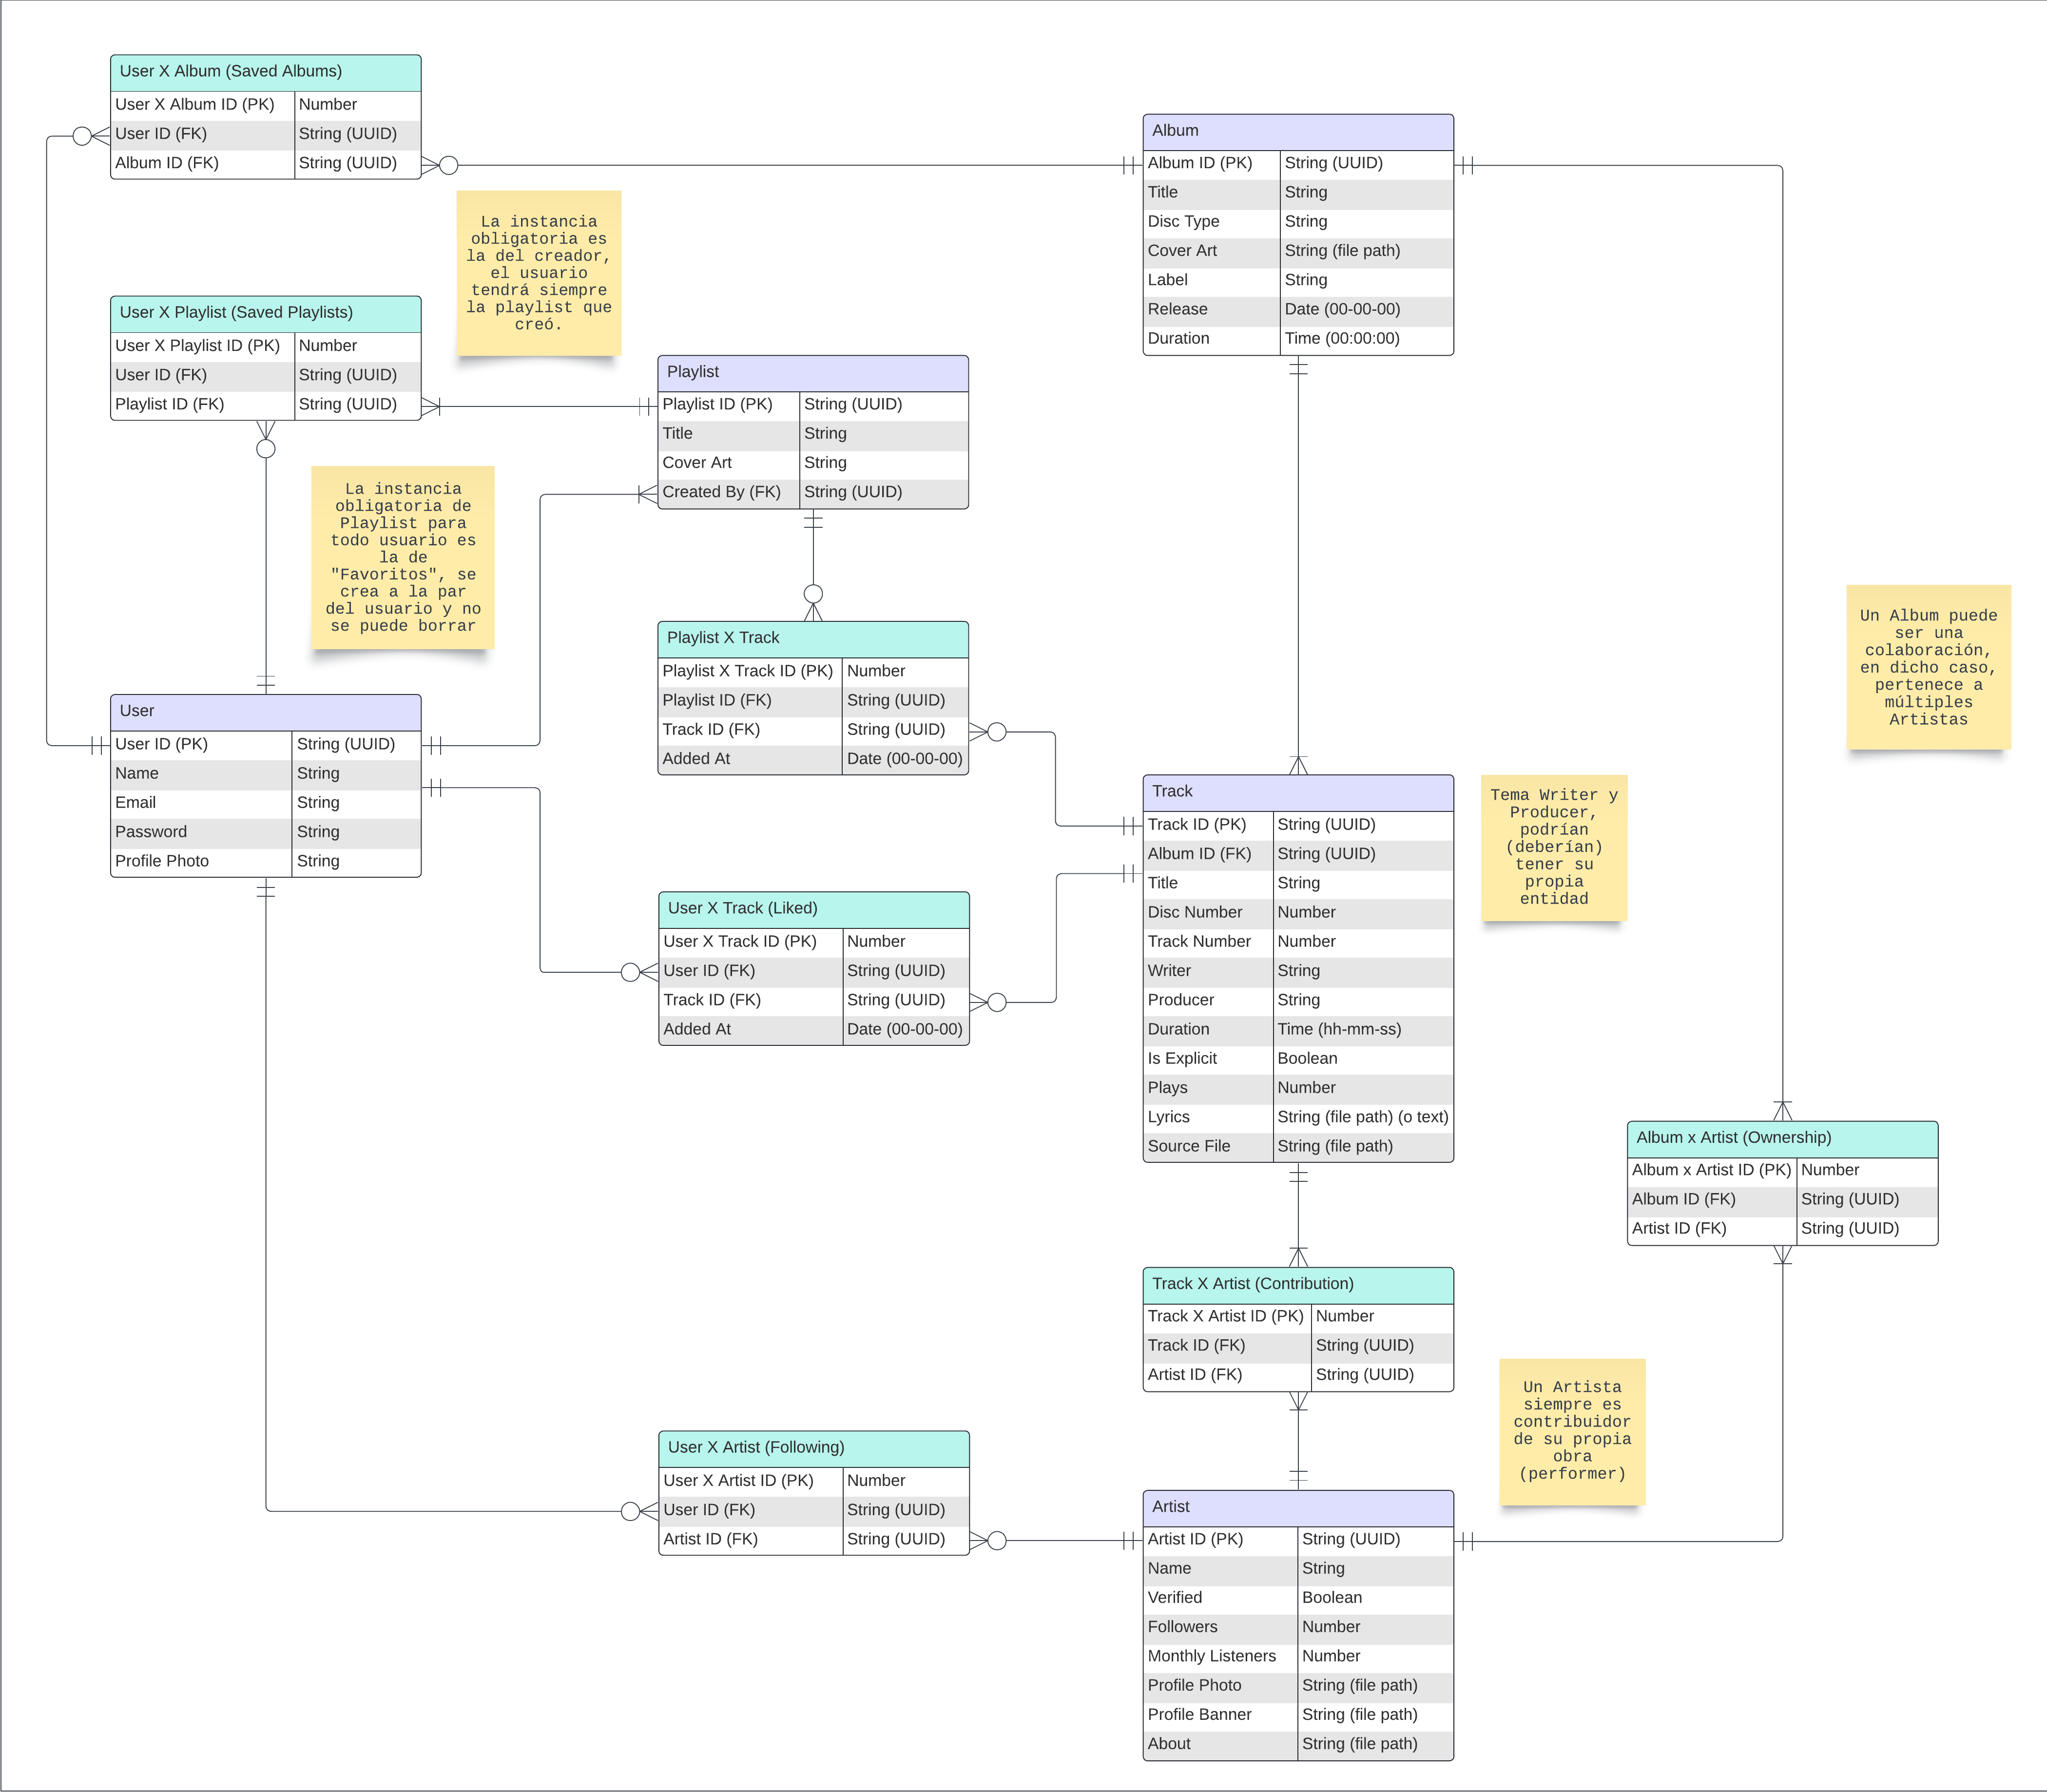 User X Album (Saved Albums)
User X Album ID (PK) Number
User ID (FK) String (UUID)
Album ID (FK) String (UUID)
Album
Album ID (PK) String (UUID)
Title String
Disc Type String
Cover Art String (file path)
Label String
Release Date (00-00-00)
Duration Time (00:00:00)
La instancia
obligatoria es
la del creador,
el usuario
tendrá siempre
la playlist que
creó.
User X Playlist (Saved Playlists)
User X Playlist ID (PK) Number
User ID (FK) String (UUID)
Playlist ID (FK) String (UUID)
Playlist
Playlist ID (PK) String (UUID)
Title String
Cover Art String
Created By (FK) String (UUID)
La instancia
obligatoria de
Playlist para
todo usuario es
la de
"Favoritos", se
crea a la par
del usuario y no
se puede borrar
Un Album puede
ser una
colaboración,
en dicho caso,
pertenece a
múltiples
Artistas
Playlist X Track
Playlist X Track ID (PK) Number
Playlist ID (FK) String (UUID)
Track ID (FK) String (UUID)
Added At Date (00-00-00)
User
User ID (PK) String (UUID)
Name String
Email String
Password String
Profile Photo String
Track
Track ID (PK) String (UUID)
Album ID (FK) String (UUID)
Title String
Disc Number Number
Track Number Number
Writer String
Producer String
Duration Time (hh-mm-ss)
Is Explicit Boolean
Plays Number
Lyrics String (file path) (o text)
Source File String (file path)
Tema Writer y
Producer,
podrían
(deberían)
tener su
propia
entidad
User X Track (Liked)
User X Track ID (PK) Number
User ID (FK) String (UUID)
Track ID (FK) String (UUID)
Added At Date (00-00-00)
Album x Artist (Ownership)
Album x Artist ID (PK) Number
Album ID (FK) String (UUID)
Artist ID (FK) String (UUID)
Track X Artist (Contribution)
Track X Artist ID (PK) Number
Track ID (FK) String (UUID)
Artist ID (FK) String (UUID)
Un Artista
siempre es
contribuidor
de su propia
obra
(performer)
User X Artist (Following)
User X Artist ID (PK) Number
User ID (FK) String (UUID)
Artist ID (FK) String (UUID)
Artist
Artist ID (PK) String (UUID)
Name String
Verified Boolean
Followers Number
Monthly Listeners Number
Profile Photo String (file path)
Profile Banner String (file path)
About String (file path)